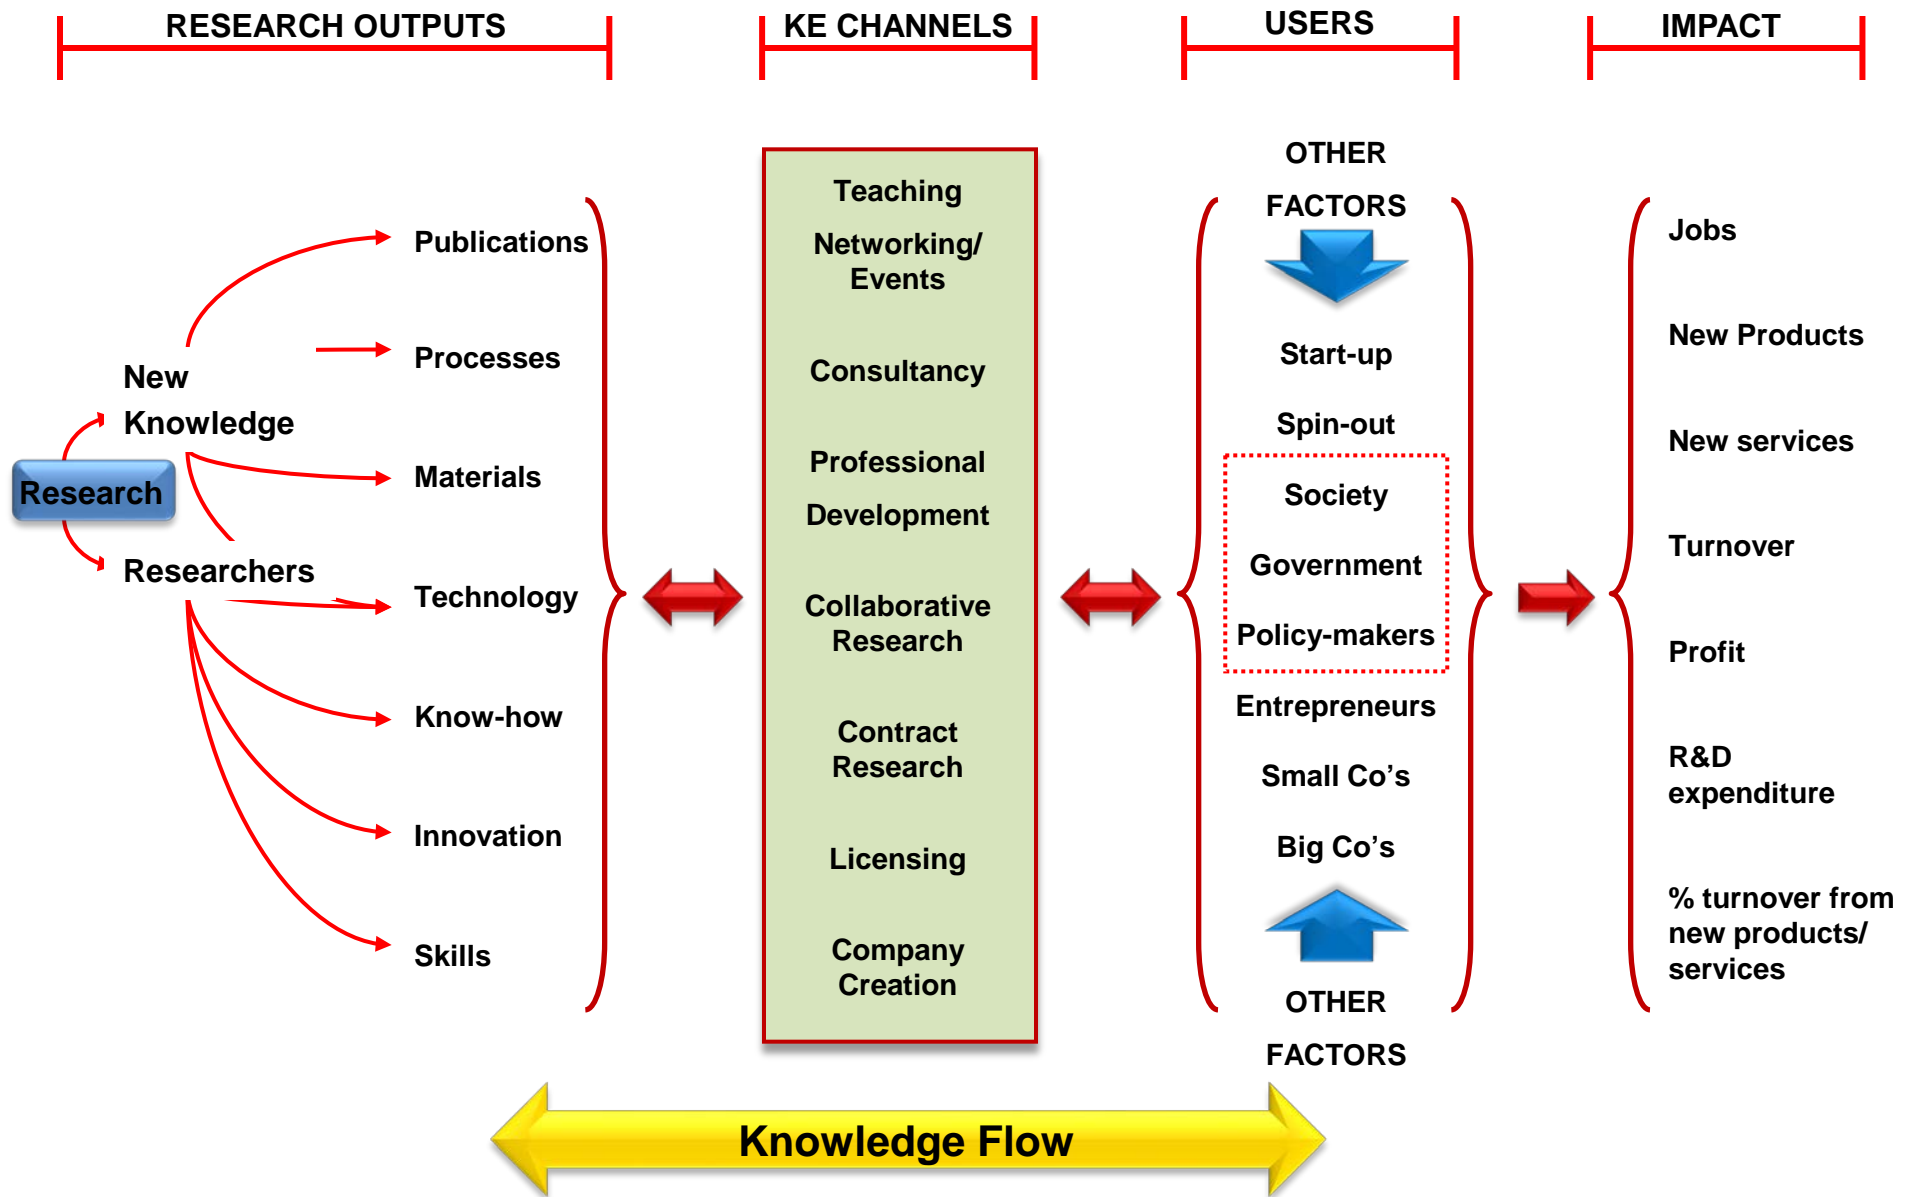 RESEARCH OUTPUTS
KE CHANNELS
USERS
IMPACT
Research
New
Knowledge
Researchers
Publications
Processes
Materials
Technology
Know-how
Innovation
Skills
Teaching
Networking/
Events
Consultancy
Professional
Development
Collaborative
Research
Contract
Research
Licensing
Company
Creation
OTHER
FACTORS
Start-up
Spin-out
Society
Government
Policy-makers
Entrepreneurs
Small Co’s
Big Co’s
OTHER
FACTORS
Jobs
New Products
New services
Turnover
Profit
R&D
expenditure
% turnover from
new products/
services
Knowledge Flow